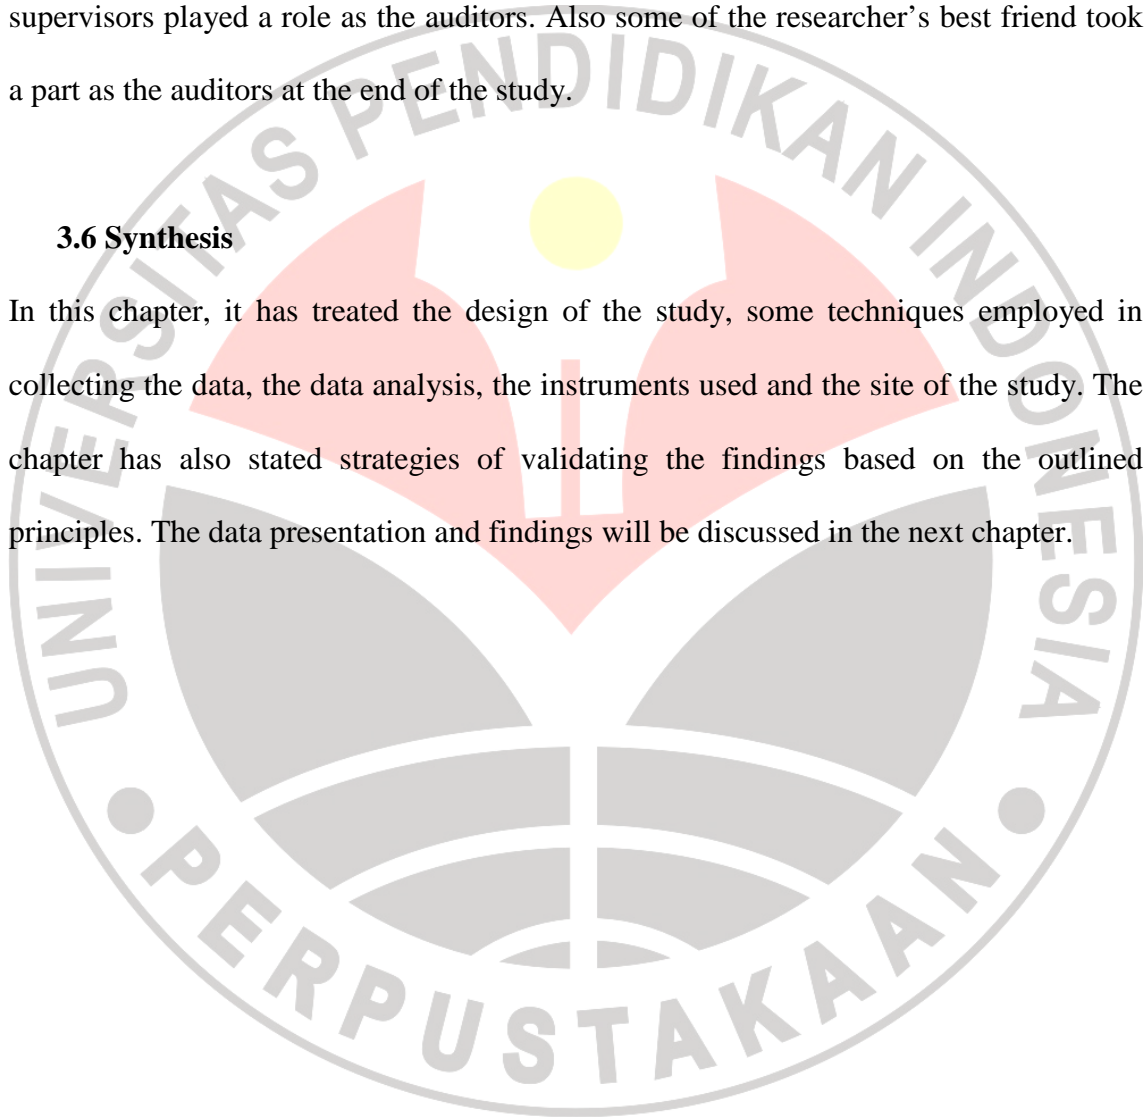 supervisors played a role as the auditors. Also some of the researcher’s best friend took
a part as the auditors at the end of the study.
3.6 Synthesis
In this chapter, it has treated the design of the study, some techniques employed in
collecting the data, the data analysis, the instruments used and the site of the study. The
chapter has also stated strategies of validating the findings based on the outlined
principles. The data presentation and findings will be discussed in the next chapter.
UNIVERSITAS PENDIDIKAN INDONESIA
PERPUSTAKAAN